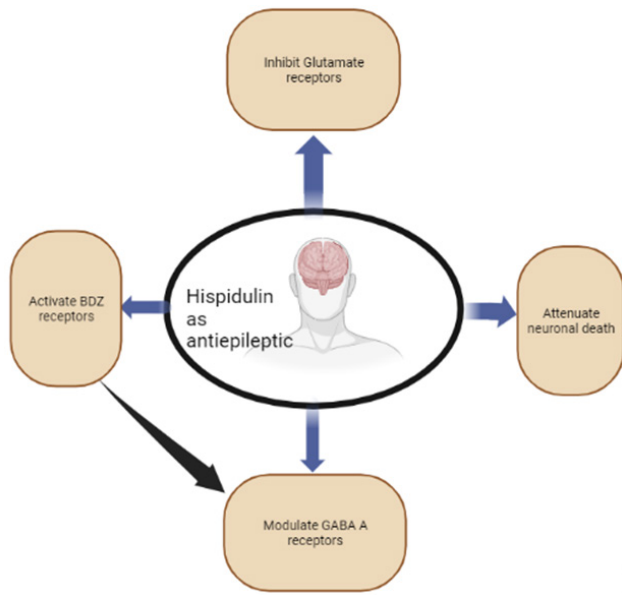 Inhibit Glutamate
receptors
Activate BDZ
receptors
Hispidulin
as
antiepileptic
Attenuate
neuronal death
Modulate GABA A
receptors